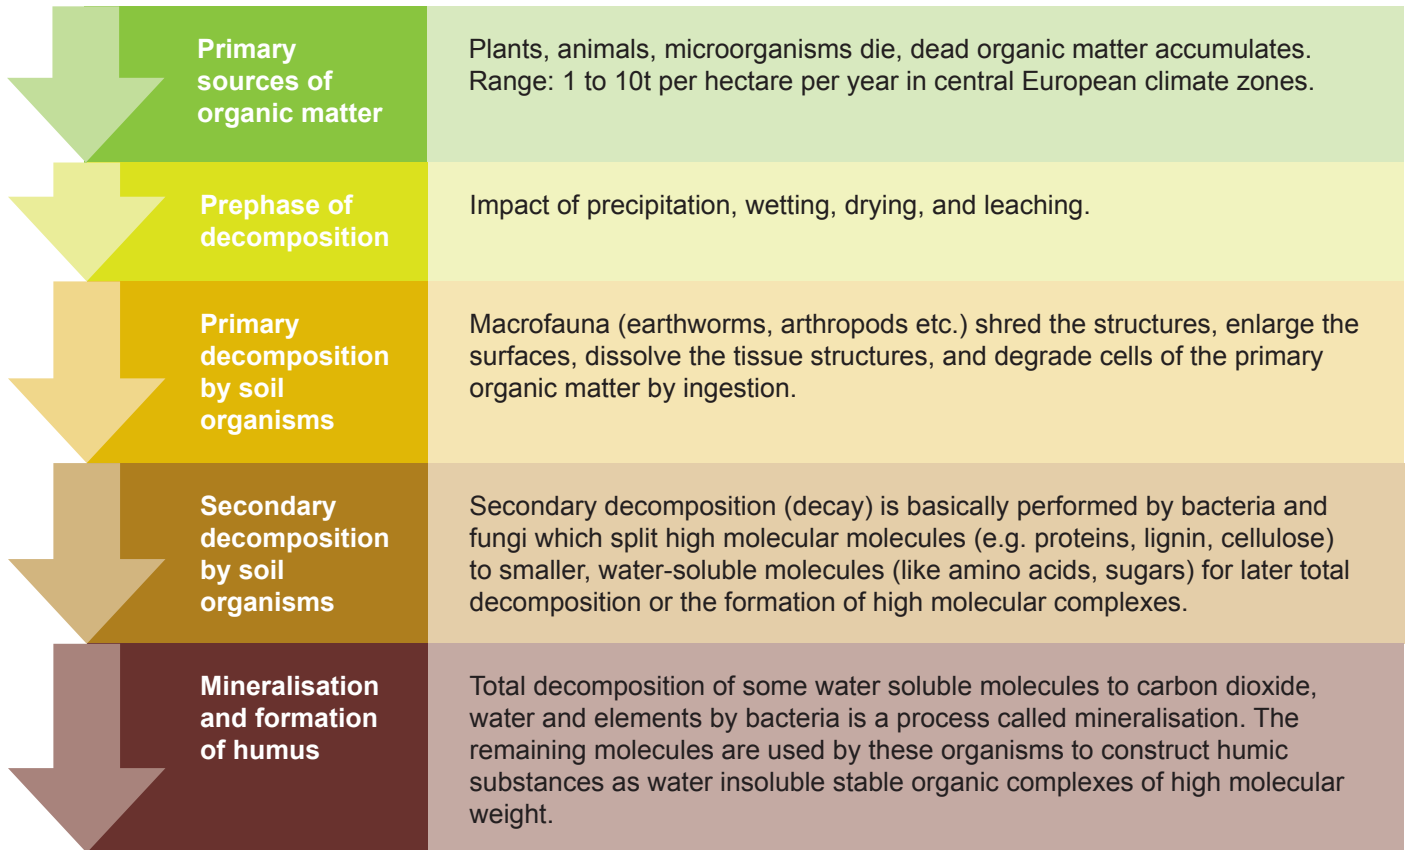 Primary
sources of
organic matter
Plants, animals, microorganisms die, dead organic matter accumulates.
Range: 1 to 10t per hectare per year in central European climate zones.
Prephase of
decomposition
Impact of precipitation, wetting, drying, and leaching.
Primary
decomposition
by soil
organisms
Macrofauna (earthworms, arthropods etc.) shred the structures, enlarge the
surfaces, dissolve the tissue structures, and degrade cells of the primary
organic matter by ingestion.
Secondary
decomposition
by soil
organisms
Secondary decomposition (decay) is basically performed by bacteria and
fungi which split high molecular molecules (e.g. proteins, lignin, cellulose)
to smaller, water-soluble molecules (like amino acids, sugars) for later total
decomposition or the formation of high molecular complexes.
Mineralisation
and formation
of humus
Total decomposition of some water soluble molecules to carbon dioxide,
water and elements by bacteria is a process called mineralisation. The
remaining molecules are used by these organisms to construct humic
substances as water insoluble stable organic complexes of high molecular
weight.